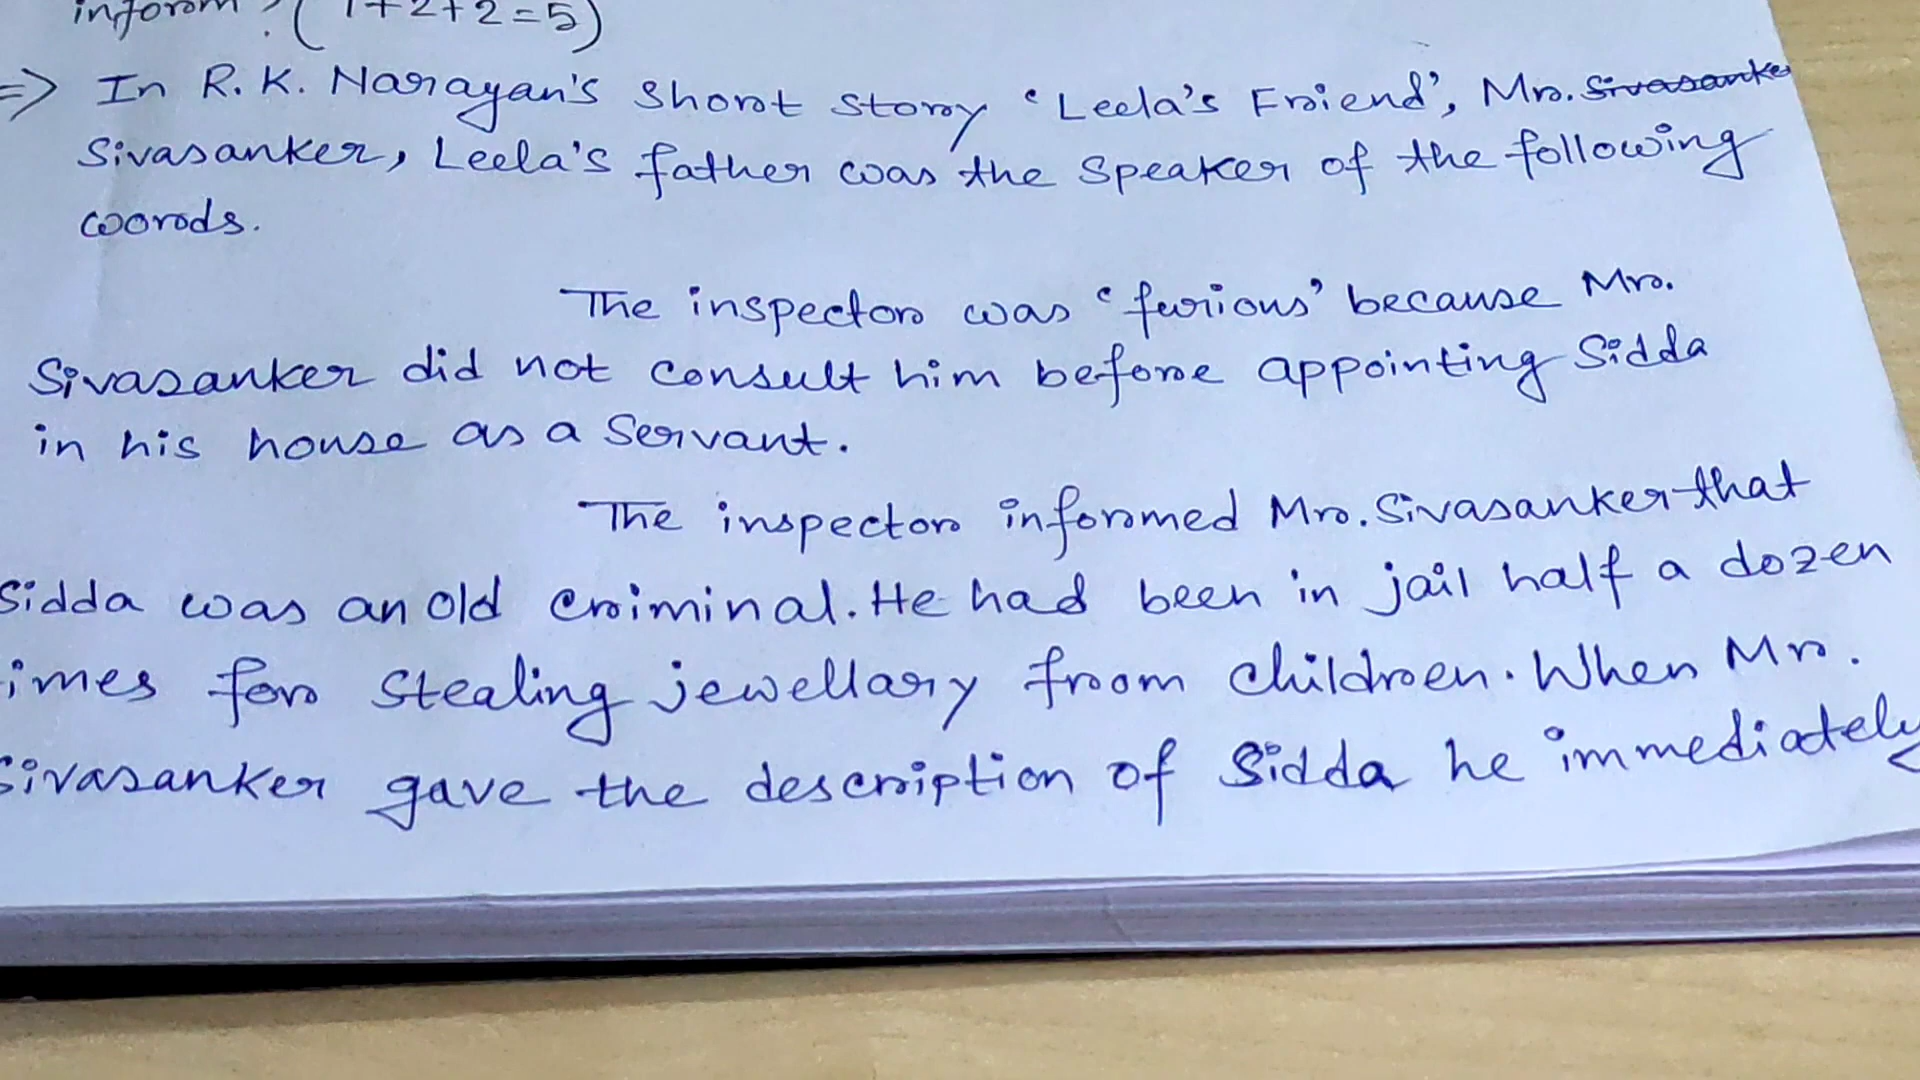 inform? (1+2+2=5)
=> In R. K. Narayan's short story 'Leela's Friend', Mr. Sivasanker
Sivasanker, Leela's father was the speaker of the following
words.
The inspector was 'furious' because Mr.
Sivasanker did not consult him before appointing Sidda
in his house as a servant.
The inspector informed Mr. Sivasanker that
Sidda was an old criminal. He had been in jail half a dozen
imes for stealing jewellary from children. When Mr.
Sivasanker gave the description of Sidda he immediately